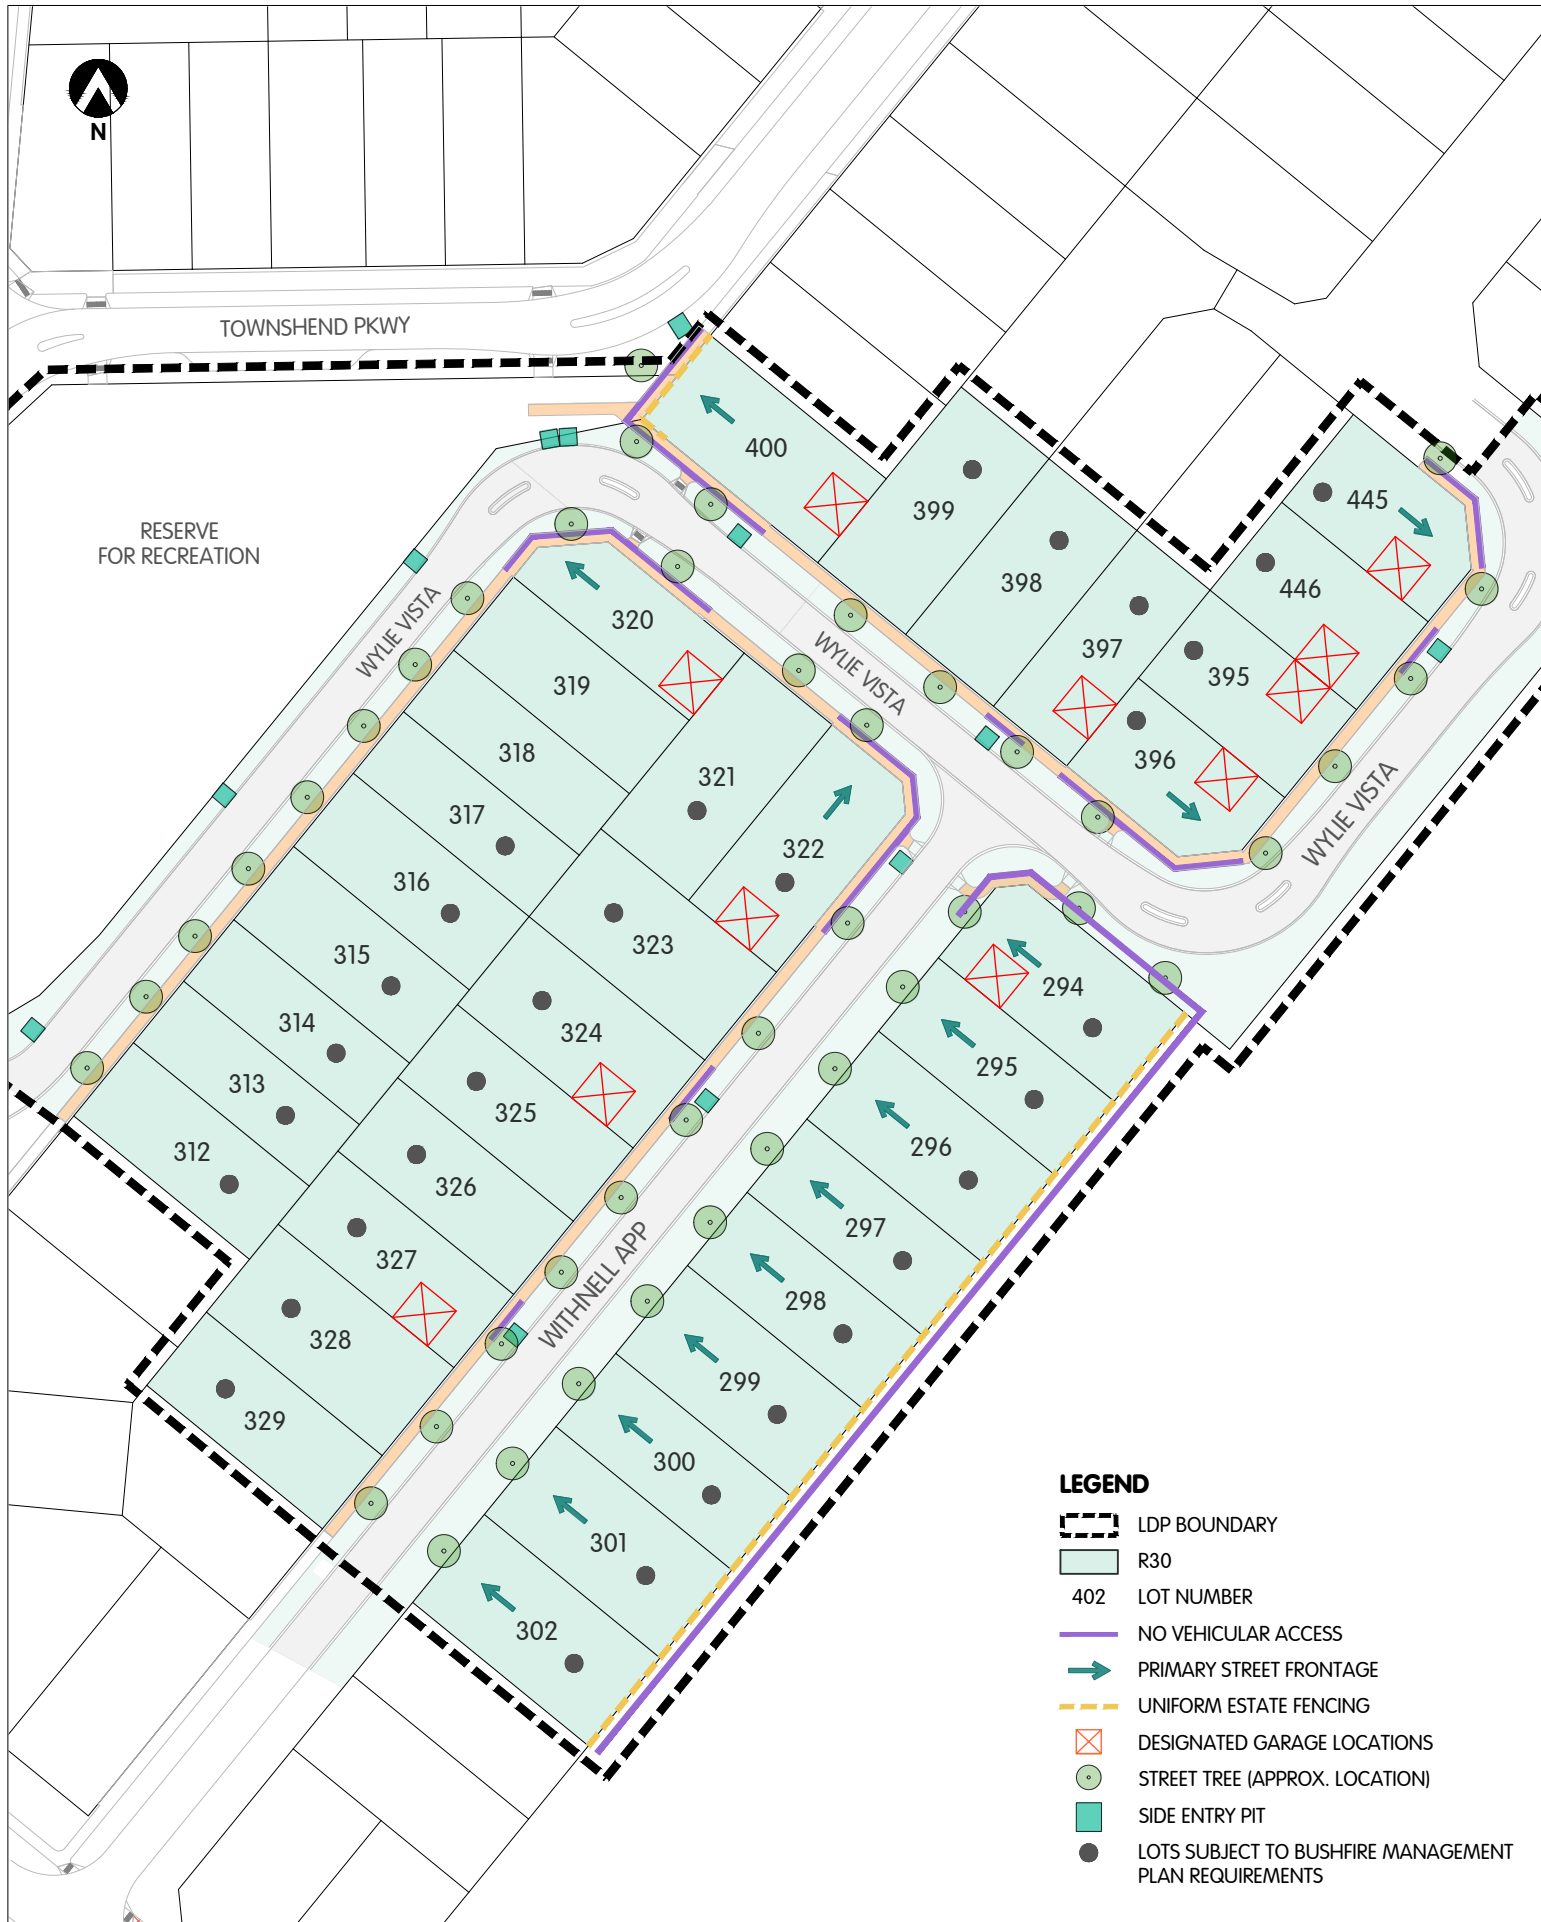 N
TOWNSHEND PKWY
400
399
445
RESERVE
FOR RECREATION
398
446
WYLIE VISTA
320
WYLIE VISTA
397
319
395
318
321
396
WYLIE VISTA
317
322
316
323
315
294
314
324
295
313
325
296
312
326
297
327
WITHNELL APP
298
328
299
329
300
301
302
LEGEND
LDP BOUNDARY
R30
402 LOT NUMBER
NO VEHICULAR ACCESS
PRIMARY STREET FRONTAGE
UNIFORM ESTATE FENCING
DESIGNATED GARAGE LOCATIONS
STREET TREE (APPROX. LOCATION)
SIDE ENTRY PIT
LOTS SUBJECT TO BUSHFIRE MANAGEMENT
PLAN REQUIREMENTS